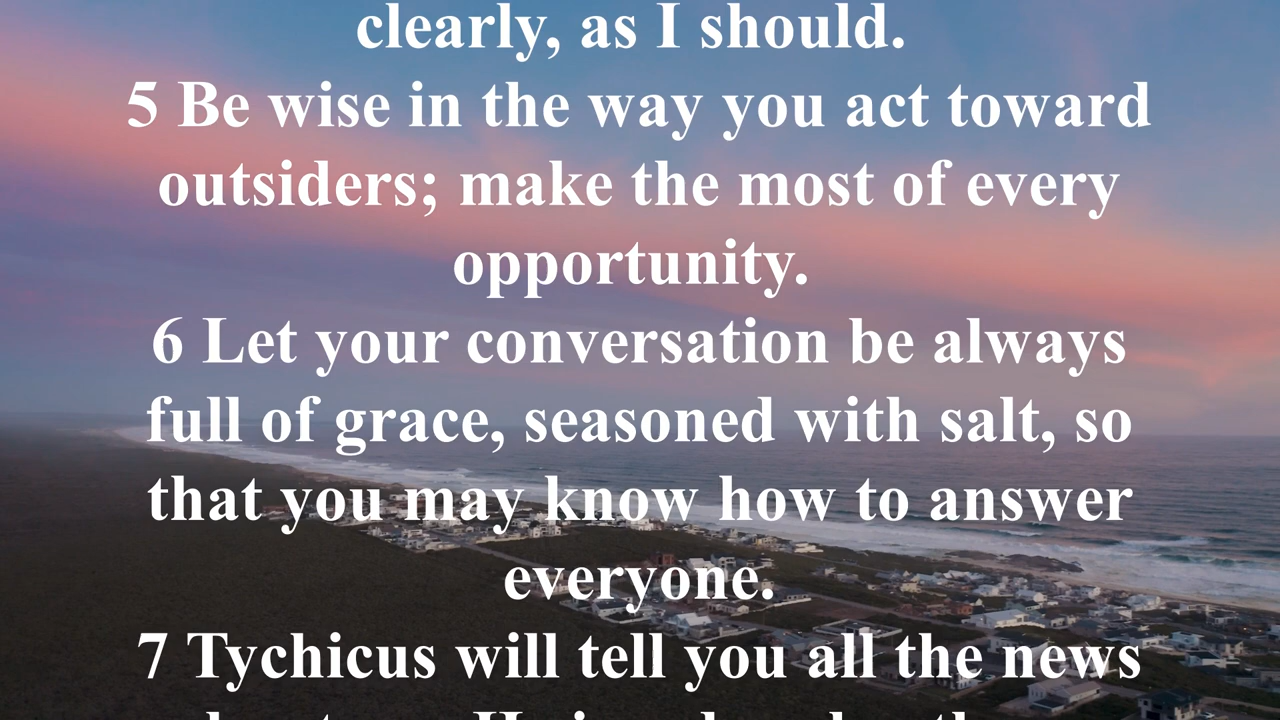 clearly, as I should.
5 Be wise in the way you act toward
outsiders; make the most of every
opportunity.
6 Let your conversation be always
full of grace, seasoned with salt, so
that you may know how to answer
everyone.
7 Tychicus will tell you all the news